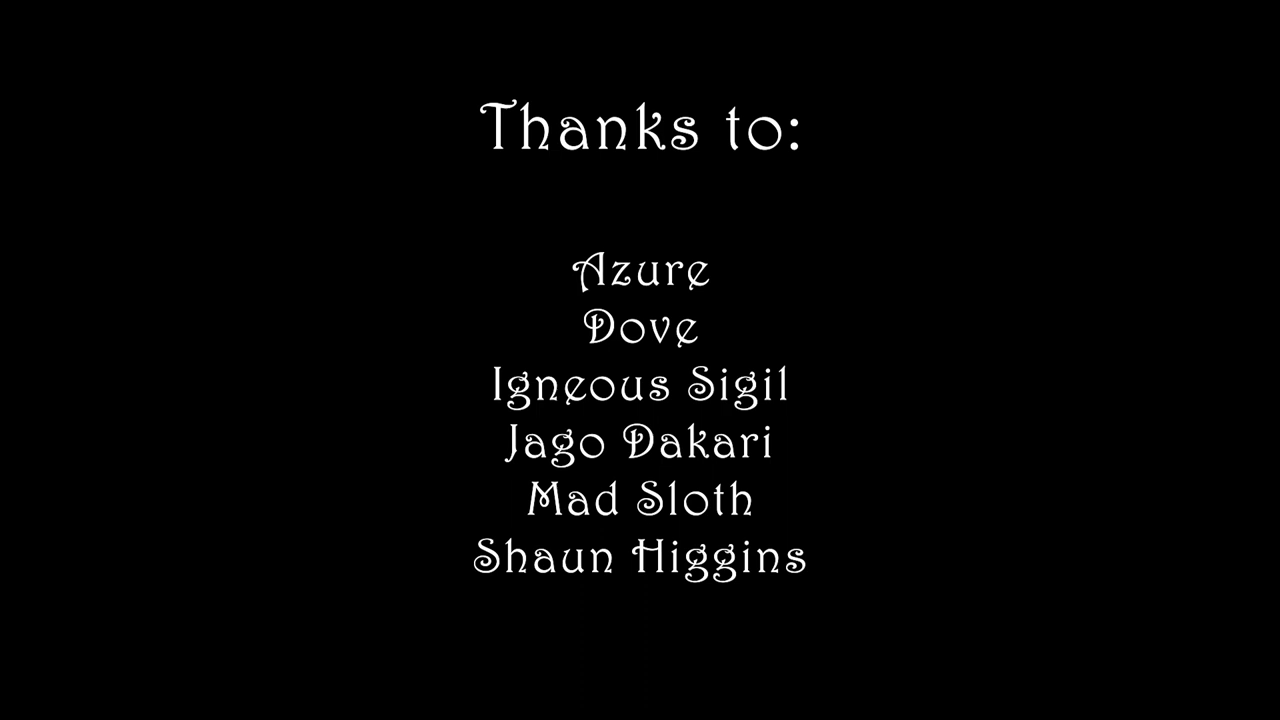 Thanks to:
Azure
Dove
Igneous Sigil
Jago Dakari
Mad Sloth
Shaun Higgins